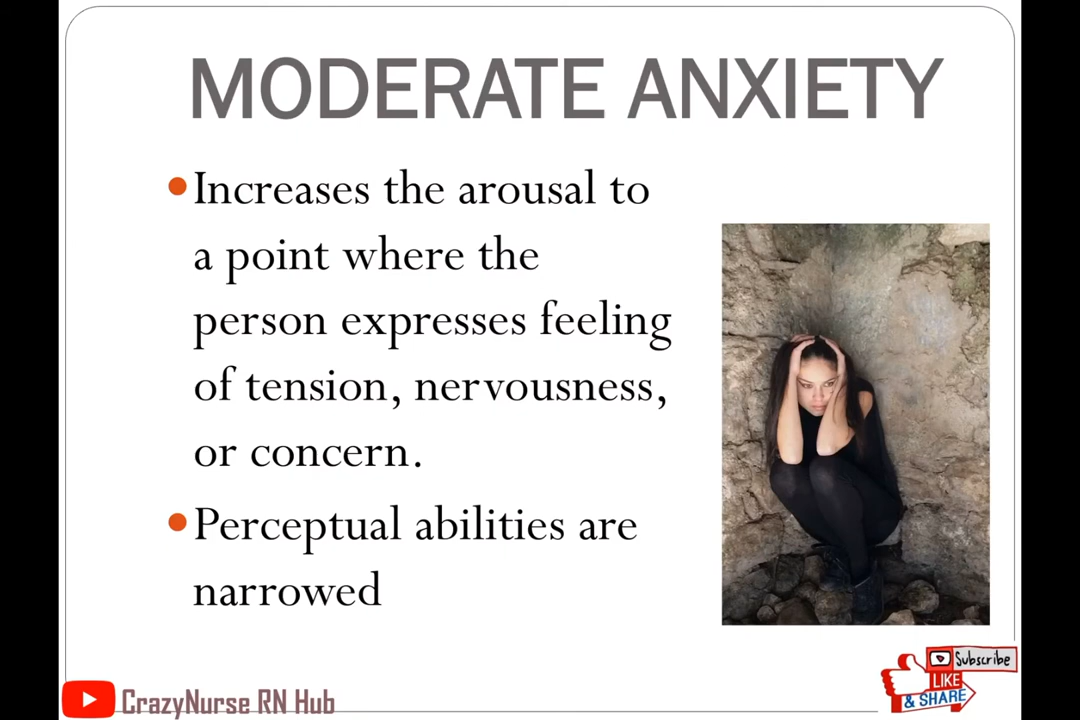 MODERATE ANXIETY
•Increases the arousal to
a point where the
person expresses feeling
of tension, nervousness,
or concern.
•Perceptual abilities are
narrowed
Subscribe
LIKE
& SHARE
CrazyNurse RN Hub